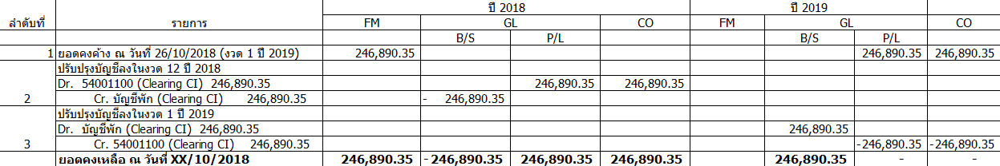 ปี 2018 ปี 2019
ลำดับที่ รายการ FM GL CO FM GL CO
B/S P/L B/S P/L
1 ยอดคงค้าง ณ วันที่ 26/10/2018 (งวด 1 ปี 2019) 246,890.35 246,890.35 246,890.35
ปรับปรุงบัญชีลงในงวด 12 ปี 2018
Dr. 54001100 (Clearing CI) 246,890.35 246,890.35 246,890.35
2 Cr. บัญชีพัก (Clearing CI) 246,890.35 - 246,890.35
ปรับปรุงบัญชีลงในงวด 1 ปี 2019
Dr. บัญชีพัก (Clearing CI) 246,890.35 246,890.35
3 Cr. 54001100 (Clearing CI) 246,890.35 -246,890.35 -246,890.35
ยอดคงเหลือ ณ วันที่ XX/10/2018 246,890.35 -246,890.35 246,890.35 246,890.35 246,890.35 - -